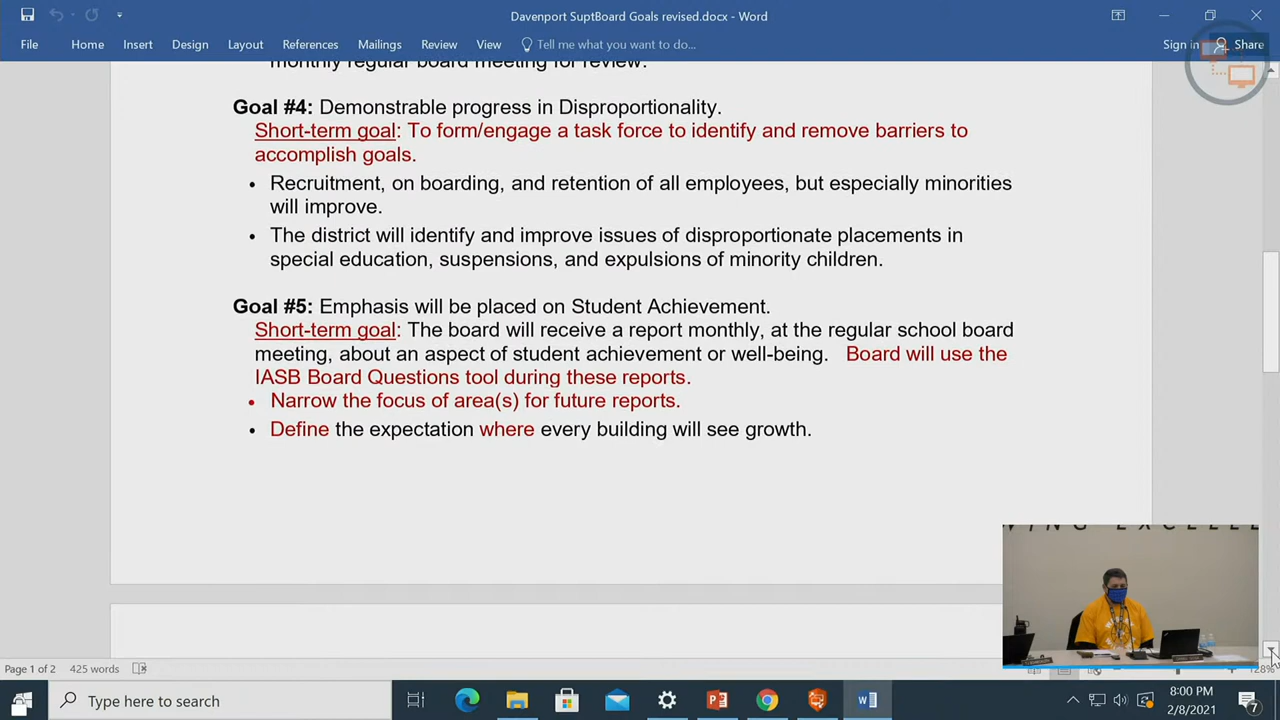 Davenport SuptBoard Goals revised.docx - Word
File Home Insert Design Layout References Mailings Review View Tell me what you want to do... Sign in Share
monthly regular board meeting for review.
Goal #4: Demonstrable progress in Disproportionality.
Short-term goal: To form/engage a task force to identify and remove barriers to
accomplish goals.
• Recruitment, on boarding, and retention of all employees, but especially minorities
will improve.
• The district will identify and improve issues of disproportionate placements in
special education, suspensions, and expulsions of minority children.
Goal #5: Emphasis will be placed on Student Achievement.
Short-term goal: The board will receive a report monthly, at the regular school board
meeting, about an aspect of student achievement or well-being. Board will use the
IASB Board Questions tool during these reports.
• Narrow the focus of area(s) for future reports.
• Define the expectation where every building will see growth.
Page 1 of 2 425 words 128%
Type here to search
8:00 PM
2/8/2021
7